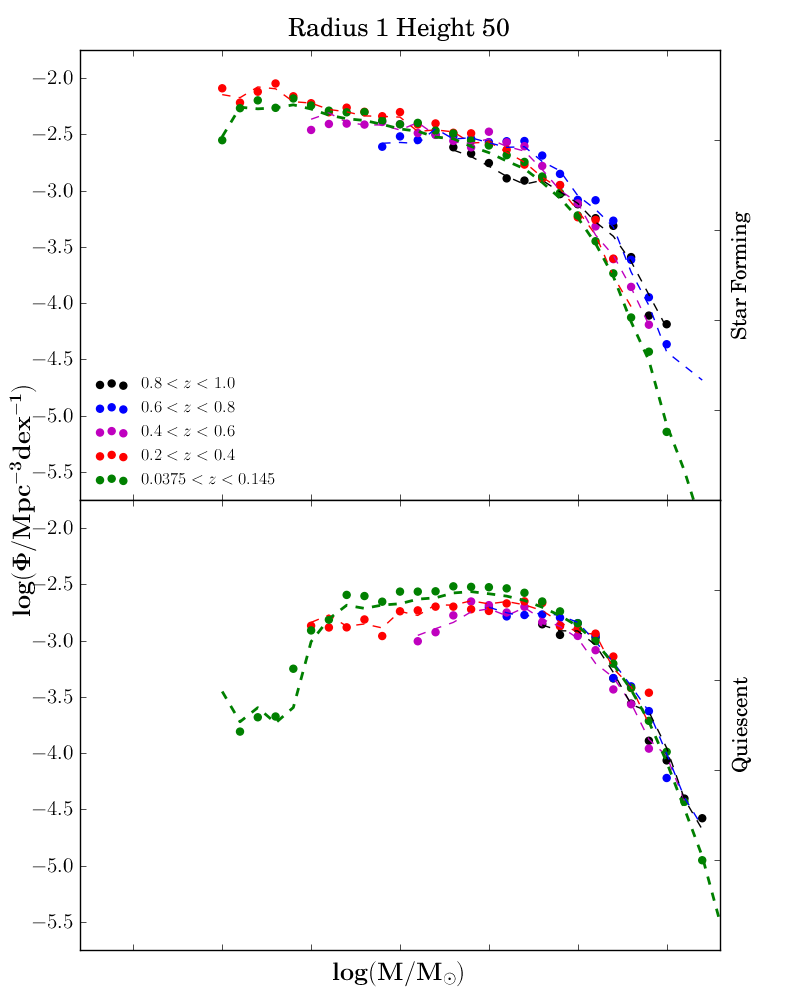 Radius 1 Height 50
−2.0
−2.5
−3.0
−3.5
−4.0
−4.5
−5.0
−5.5
Star Forming
0.8 < z < 1.0
0.6 < z < 0.8
0.4 < z < 0.6
0.2 < z < 0.4
0.0375 < z < 0.145
log(Φ/Mpc⁻³dex⁻¹)
−2.0
−2.5
−3.0
−3.5
−4.0
−4.5
−5.0
−5.5
Quiescent
log(M/M⊙)